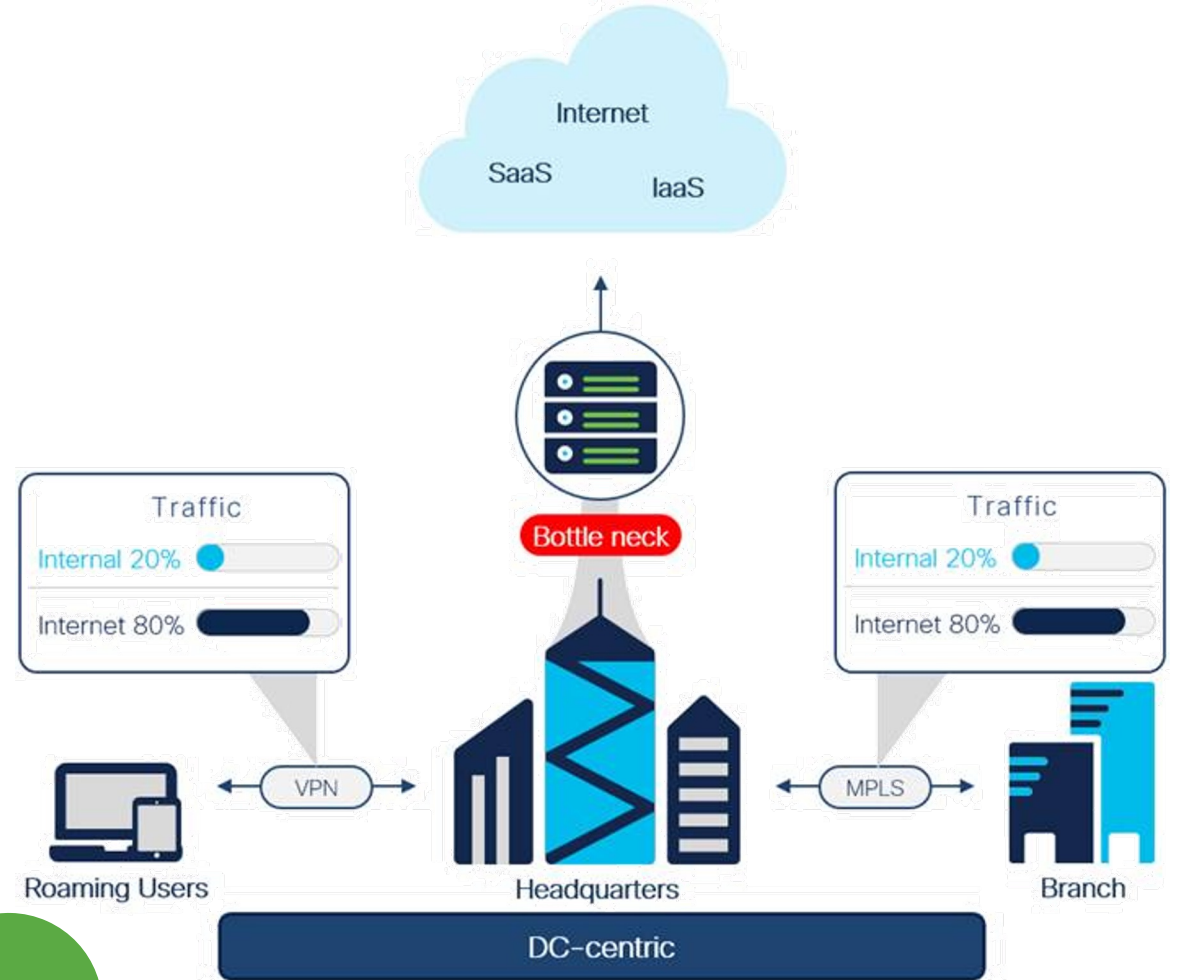 Internet
SaaS
IaaS
Traffic
Internal 20%
Internet 80%
Bottle neck
Traffic
Internal 20%
Internet 80%
VPN
MPLS
Roaming Users
Headquarters
Branch
DC-centric